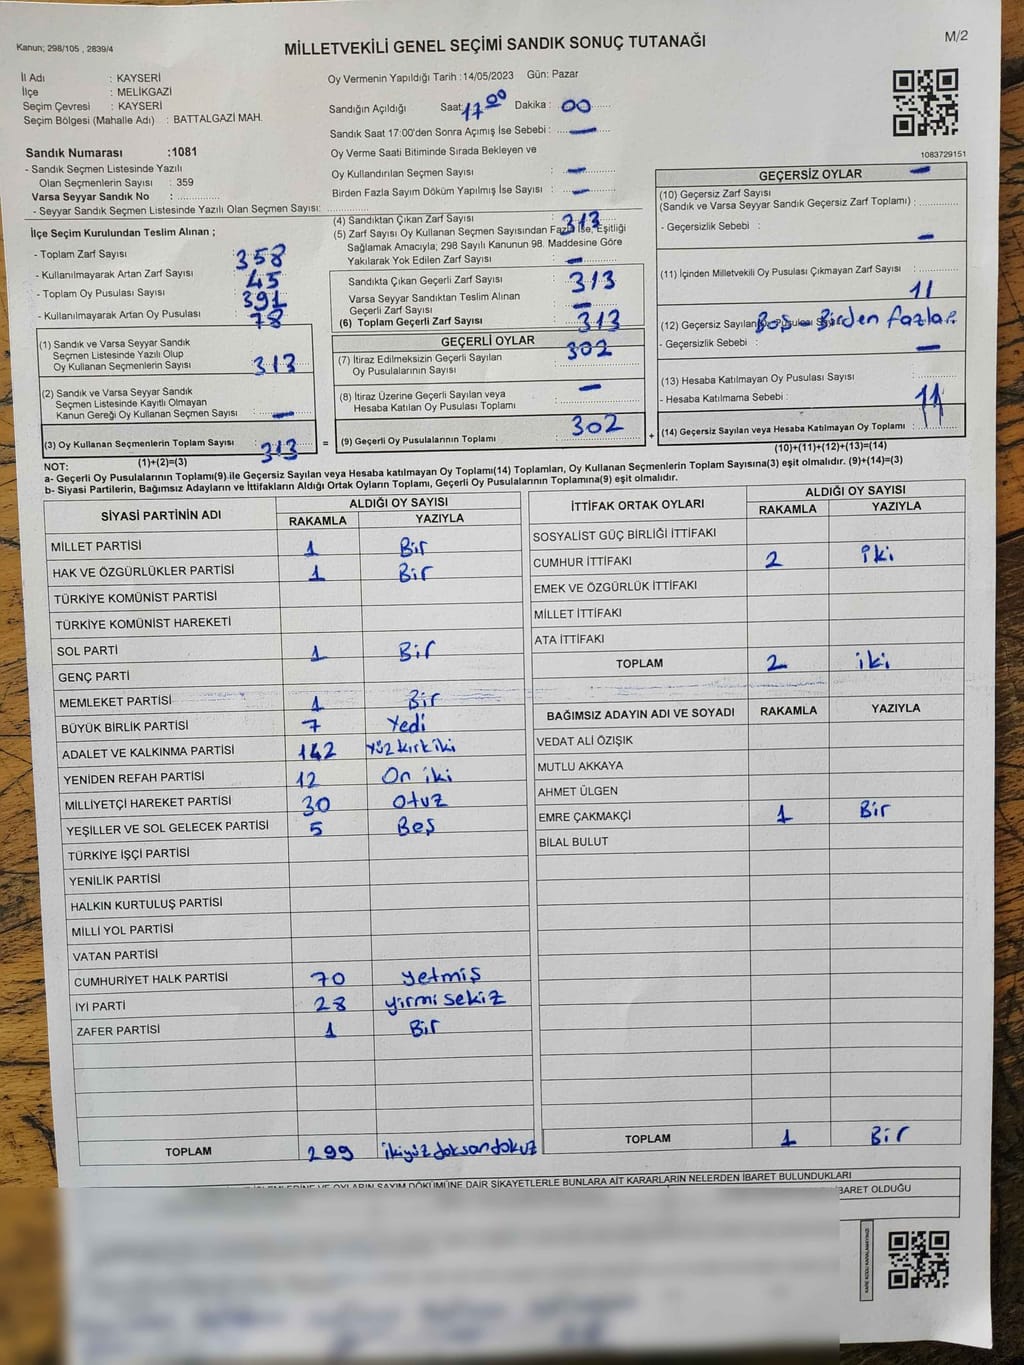 Kanun; 298/105 , 2839/4
MİLLETVEKİLİ GENEL SEÇİMİ SANDIK SONUÇ TUTANAĞI
M/2
İl Adı : KAYSERİ
İlçe : MELİKGAZİ
Seçim Çevresi : KAYSERİ
Seçim Bölgesi (Mahalle Adı) : BATTALGAZİ MAH.
Sandık Numarası :1081
- Sandık Seçmen Listesinde Yazılı
Olan Seçmenlerin Sayısı : 359
Varsa Seyyar Sandık No :
- Seyyar Sandık Seçmen Listesinde Yazılı Olan Seçmen Sayısı:
İlçe Seçim Kurulundan Teslim Alınan ;
- Toplam Zarf Sayısı 358
- Kullanılmayarak Artan Zarf Sayısı 45
- Toplam Oy Pusulası Sayısı 391
- Kullanılmayarak Artan Oy Pusulası 78
(1) Sandık ve Varsa Seyyar Sandık
Seçmen Listesinde Yazılı Olup
Oy Kullanan Seçmenlerin Sayısı 313
(2) Sandık ve Varsa Seyyar Sandık
Seçmen Listesinde Kayıtlı Olmayan
Kanun Gereği Oy Kullanan Seçmen Sayısı : —
(3) Oy Kullanan Seçmenlerin Toplam Sayısı : 313
(1)+(2)=(3)
Oy Vermenin Yapıldığı Tarih :14/05/2023 Gün: Pazar
Sandığın Açıldığı Saat: 17 00 Dakika : 00
Sandık Saat 17:00'den Sonra Açımış İse Sebebi : —
Oy Verme Saati Bitiminde Sırada Bekleyen ve
Oy Kullandırılan Seçmen Sayısı —
Birden Fazla Sayım Döküm Yapılmış İse Sayısı : —
(4) Sandıktan Çıkan Zarf Sayısı 313
(5) Zarf Sayısı Oy Kullanan Seçmen Sayısından Fazla İse, Eşitliği
Sağlamak Amacıyla; 298 Sayılı Kanunun 98. Maddesine Göre
Yakılarak Yok Edilen Zarf Sayısı : —
Sandıkta Çıkan Geçerli Zarf Sayısı : 313
Varsa Seyyar Sandıktan Teslim Alınan
Geçerli Zarf Sayısı : —
(6) Toplam Geçerli Zarf Sayısı : 313
GEÇERLİ OYLAR
(7) İtiraz Edilmeksizin Geçerli Sayılan 302
Oy Pusulalarının Sayısı
(8) İtiraz Üzerine Geçerli Sayılan veya —
Hesaba Katılan Oy Pusulası Toplamı
= (9) Geçerli Oy Pusulalarının Toplamı 302
1083729151
GEÇERSİZ OYLAR
(10) Geçersiz Zarf Sayısı —
(Sandık ve Varsa Seyyar Sandık Geçersiz Zarf Toplamı) :
- Geçersizlik Sebebi : —
(11) İçinden Milletvekili Oy Pusulası Çıkmayan Zarf Sayısı :
11
(12) Geçersiz Sayılan Oy Pusulası Sayısı Boş - Birden fazla
- Geçersizlik Sebebi : —
(13) Hesaba Katılmayan Oy Pusulası Sayısı
- Hesaba Katılmama Sebebi :
+ (14) Geçersiz Sayılan veya Hesaba Katılmayan Oy Toplamı : 11
(10)+(11)+(12)+(13)=(14)
NOT:
a- Geçerli Oy Pusulalarının Toplamı(9) ile Geçersiz Sayılan veya Hesaba katılmayan Oy Toplamı(14) Toplamları, Oy Kullanan Seçmenlerin Toplam Sayısına(3) eşit olmalıdır. (9)+(14)=(3)
b- Siyasi Partilerin, Bağımsız Adayların ve İttifakların Aldığı Ortak Oyların Toplamı, Geçerli Oy Pusulalarının Toplamına(9) eşit olmalıdır.
SİYASİ PARTİNİN ADI ALDIĞI OY SAYISI
RAKAMLA YAZIYLA
MİLLET PARTİSİ 1 Bir
HAK VE ÖZGÜRLÜKLER PARTİSİ 1 Bir
TÜRKİYE KOMÜNİST PARTİSİ
TÜRKİYE KOMÜNİST HAREKETİ
SOL PARTİ 1 Bir
GENÇ PARTİ
MEMLEKET PARTİSİ 1 Bir
BÜYÜK BİRLİK PARTİSİ 7 Yedi
ADALET VE KALKINMA PARTİSİ 142 Yüz kırk iki
YENİDEN REFAH PARTİSİ 12 On iki
MİLLİYETÇİ HAREKET PARTİSİ 30 Otuz
YEŞİLLER VE SOL GELECEK PARTİSİ 5 Beş
TÜRKİYE İŞÇİ PARTİSİ
YENİLİK PARTİSİ
HALKIN KURTULUŞ PARTİSİ
MİLLİ YOL PARTİSİ
VATAN PARTİSİ
CUMHURİYET HALK PARTİSİ 70 Yetmiş
İYİ PARTİ 28 Yirmi sekiz
ZAFER PARTİSİ 1 Bir
TOPLAM 299 ikiyüz doksandokuz
İTTİFAK ORTAK OYLARI ALDIĞI OY SAYISI
RAKAMLA YAZIYLA
SOSYALİST GÜÇ BİRLİĞİ İTTİFAKI
CUMHUR İTTİFAKI 2 iki
EMEK VE ÖZGÜRLÜK İTTİFAKI
MİLLET İTTİFAKI
ATA İTTİFAKI
TOPLAM 2 iki
BAĞIMSIZ ADAYIN ADI VE SOYADI RAKAMLA YAZIYLA
VEDAT ALİ ÖZIŞIK
MUTLU AKKAYA
AHMET ÜLGEN
EMRE ÇAKMAKÇİ 1 Bir
BİLAL BULUT
TOPLAM 1 Bir
OYLARIN SAYIM DÖKÜMÜNE DAİR ŞİKAYETLERLE BUNLARA AİT KARARLARIN NELERDEN İBARET BULUNDUKLARI
İBARET OLDUĞU